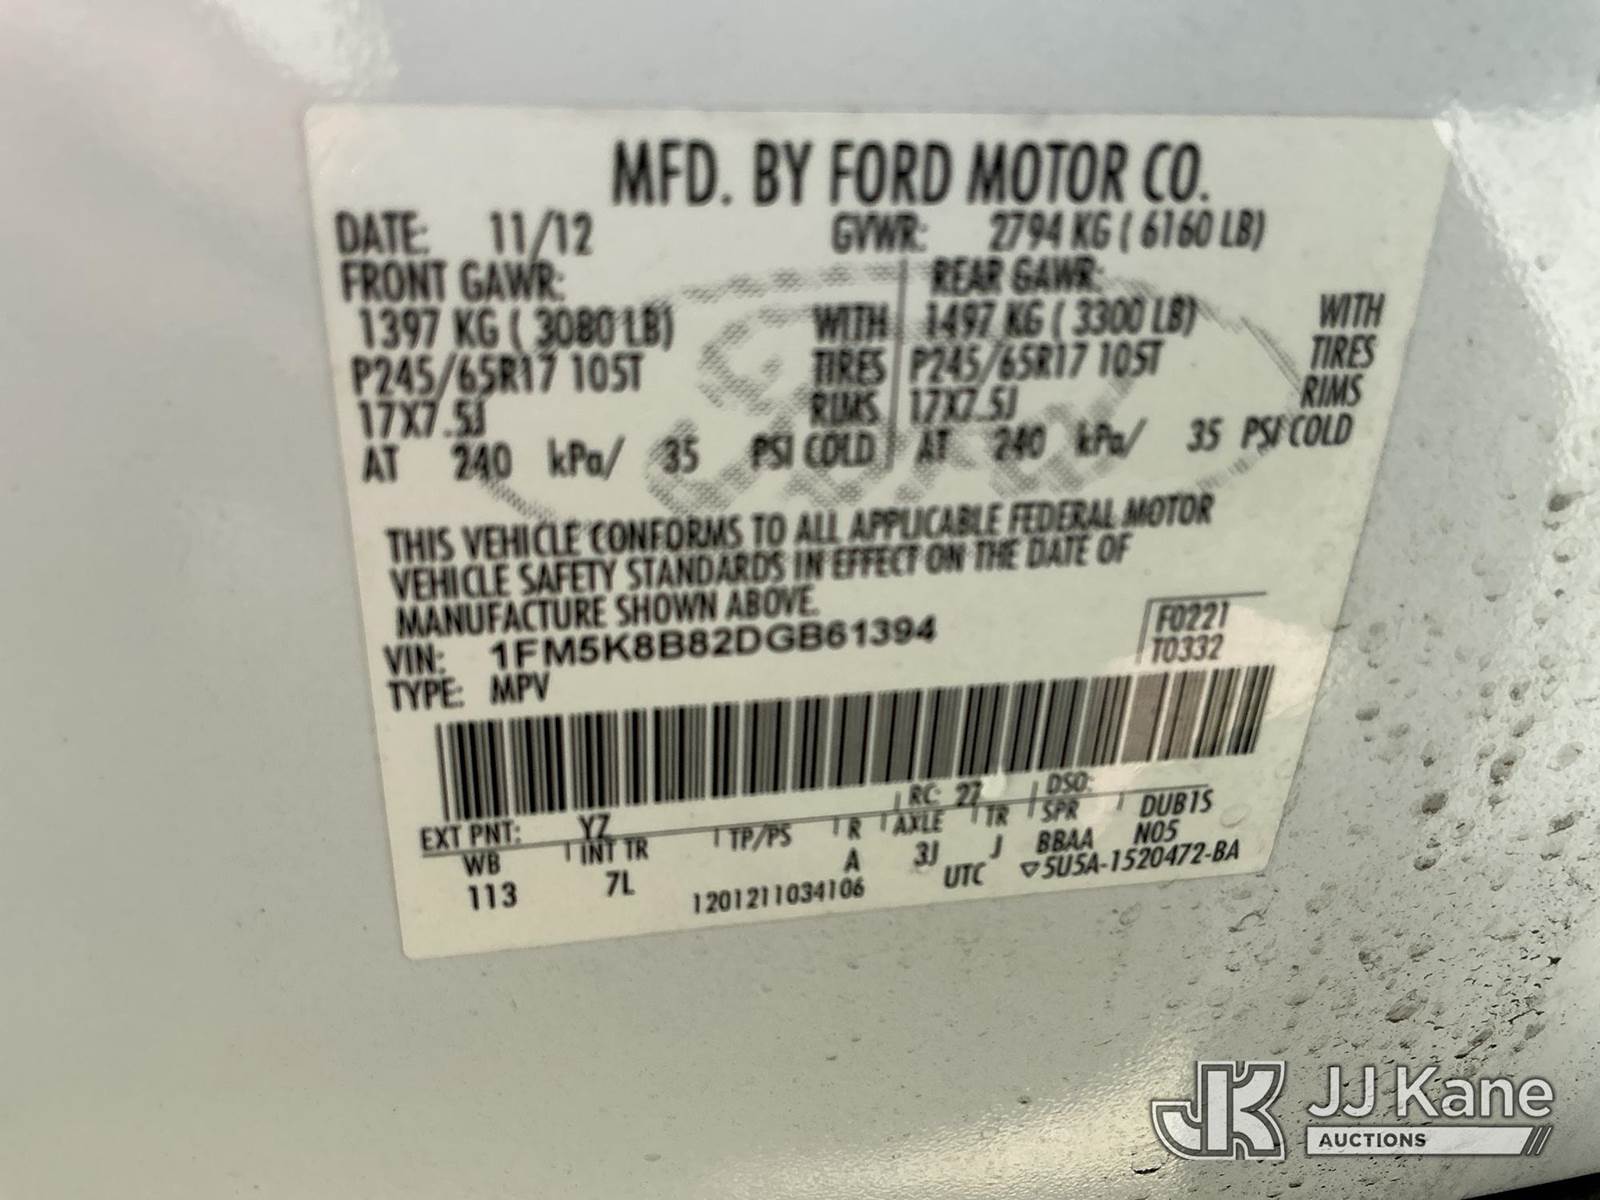 MFD. BY FORD MOTOR CO.
DATE: 11/12 GVWR: 2794 KG ( 6160 LB)
FRONT GAWR: REAR GAWR:
1397 KG ( 3080 LB) WITH 1497 KG ( 3300 LB) WITH
P245/65R17 105T TIRES P245/65R17 105T TIRES
17X7.5J RIMS 17X7.5J RIMS
AT 240 kPa/ 35 PSI COLD AT 240 kPa/ 35 PSI COLD
THIS VEHICLE CONFORMS TO ALL APPLICABLE FEDERAL MOTOR
VEHICLE SAFETY STANDARDS IN EFFECT ON THE DATE OF
MANUFACTURE SHOWN ABOVE.
VIN: 1FM5K8B82DGB61394 F0221
TYPE: MPV T0332
EXT PNT: YZ RC: 27 DSO:
WB INT TR TP/PS R AXLE TR SPR DUB1S
113 7L A 3J J BBAA N05
1201211034106 UTC ▽5U5A-1520472-BA
JK JJ Kane
AUCTIONS